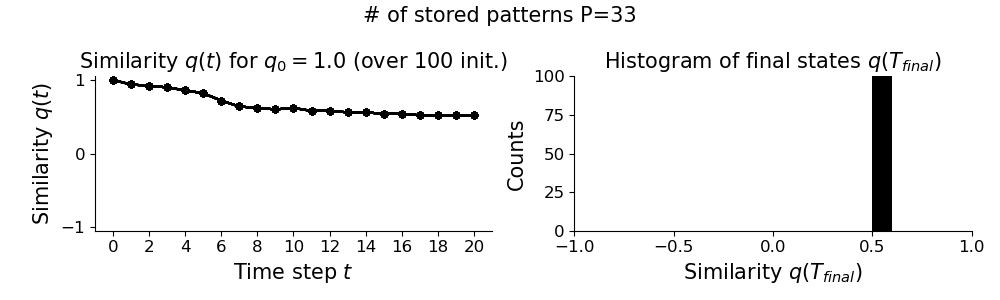 # of stored patterns P=33
Similarity q(t) for q₀ = 1.0 (over 100 init.)
1
0
−1
Similarity q(t)
0 2 4 6 8 10 12 14 16 18 20
Time step t
Histogram of final states q(T_final)
100
75
50
25
0
Counts
−1.0 −0.5 0.0 0.5 1.0
Similarity q(T_final)